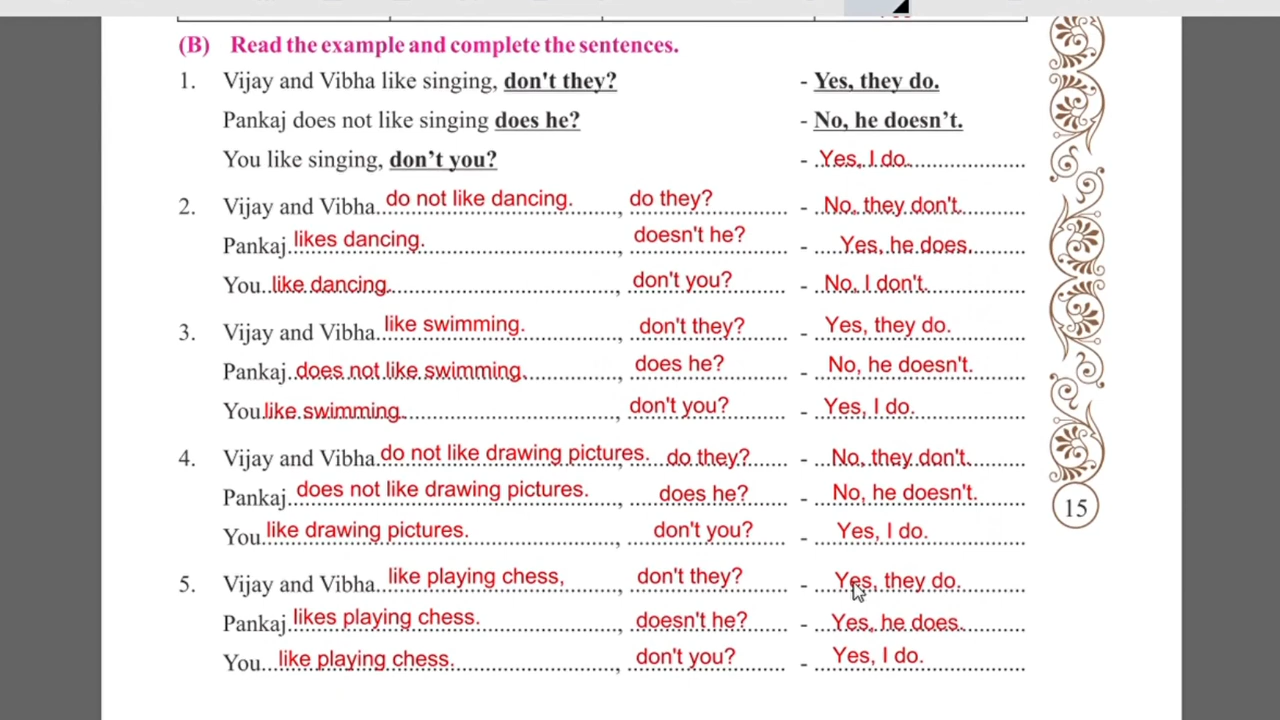 (B) Read the example and complete the sentences.
1. Vijay and Vibha like singing, don't they? - Yes, they do.
Pankaj does not like singing does he? - No, he doesn't.
You like singing, don't you? - Yes, I do.
2. Vijay and Vibha do not like dancing. , do they? - No, they don't.
Pankaj likes dancing. , doesn't he? - Yes, he does.
You like dancing. , don't you? - No, I don't.
3. Vijay and Vibha like swimming. , don't they? - Yes, they do.
Pankaj does not like swimming. , does he? - No, he doesn't.
You like swimming. , don't you? - Yes, I do.
4. Vijay and Vibha do not like drawing pictures. do they? - No, they don't.
Pankaj does not like drawing pictures. , does he? - No, he doesn't.
You like drawing pictures. , don't you? - Yes, I do.
15
5. Vijay and Vibha like playing chess, , don't they? - Yes, they do.
Pankaj likes playing chess. , doesn't he? - Yes, he does.
You like playing chess. , don't you? - Yes, I do.